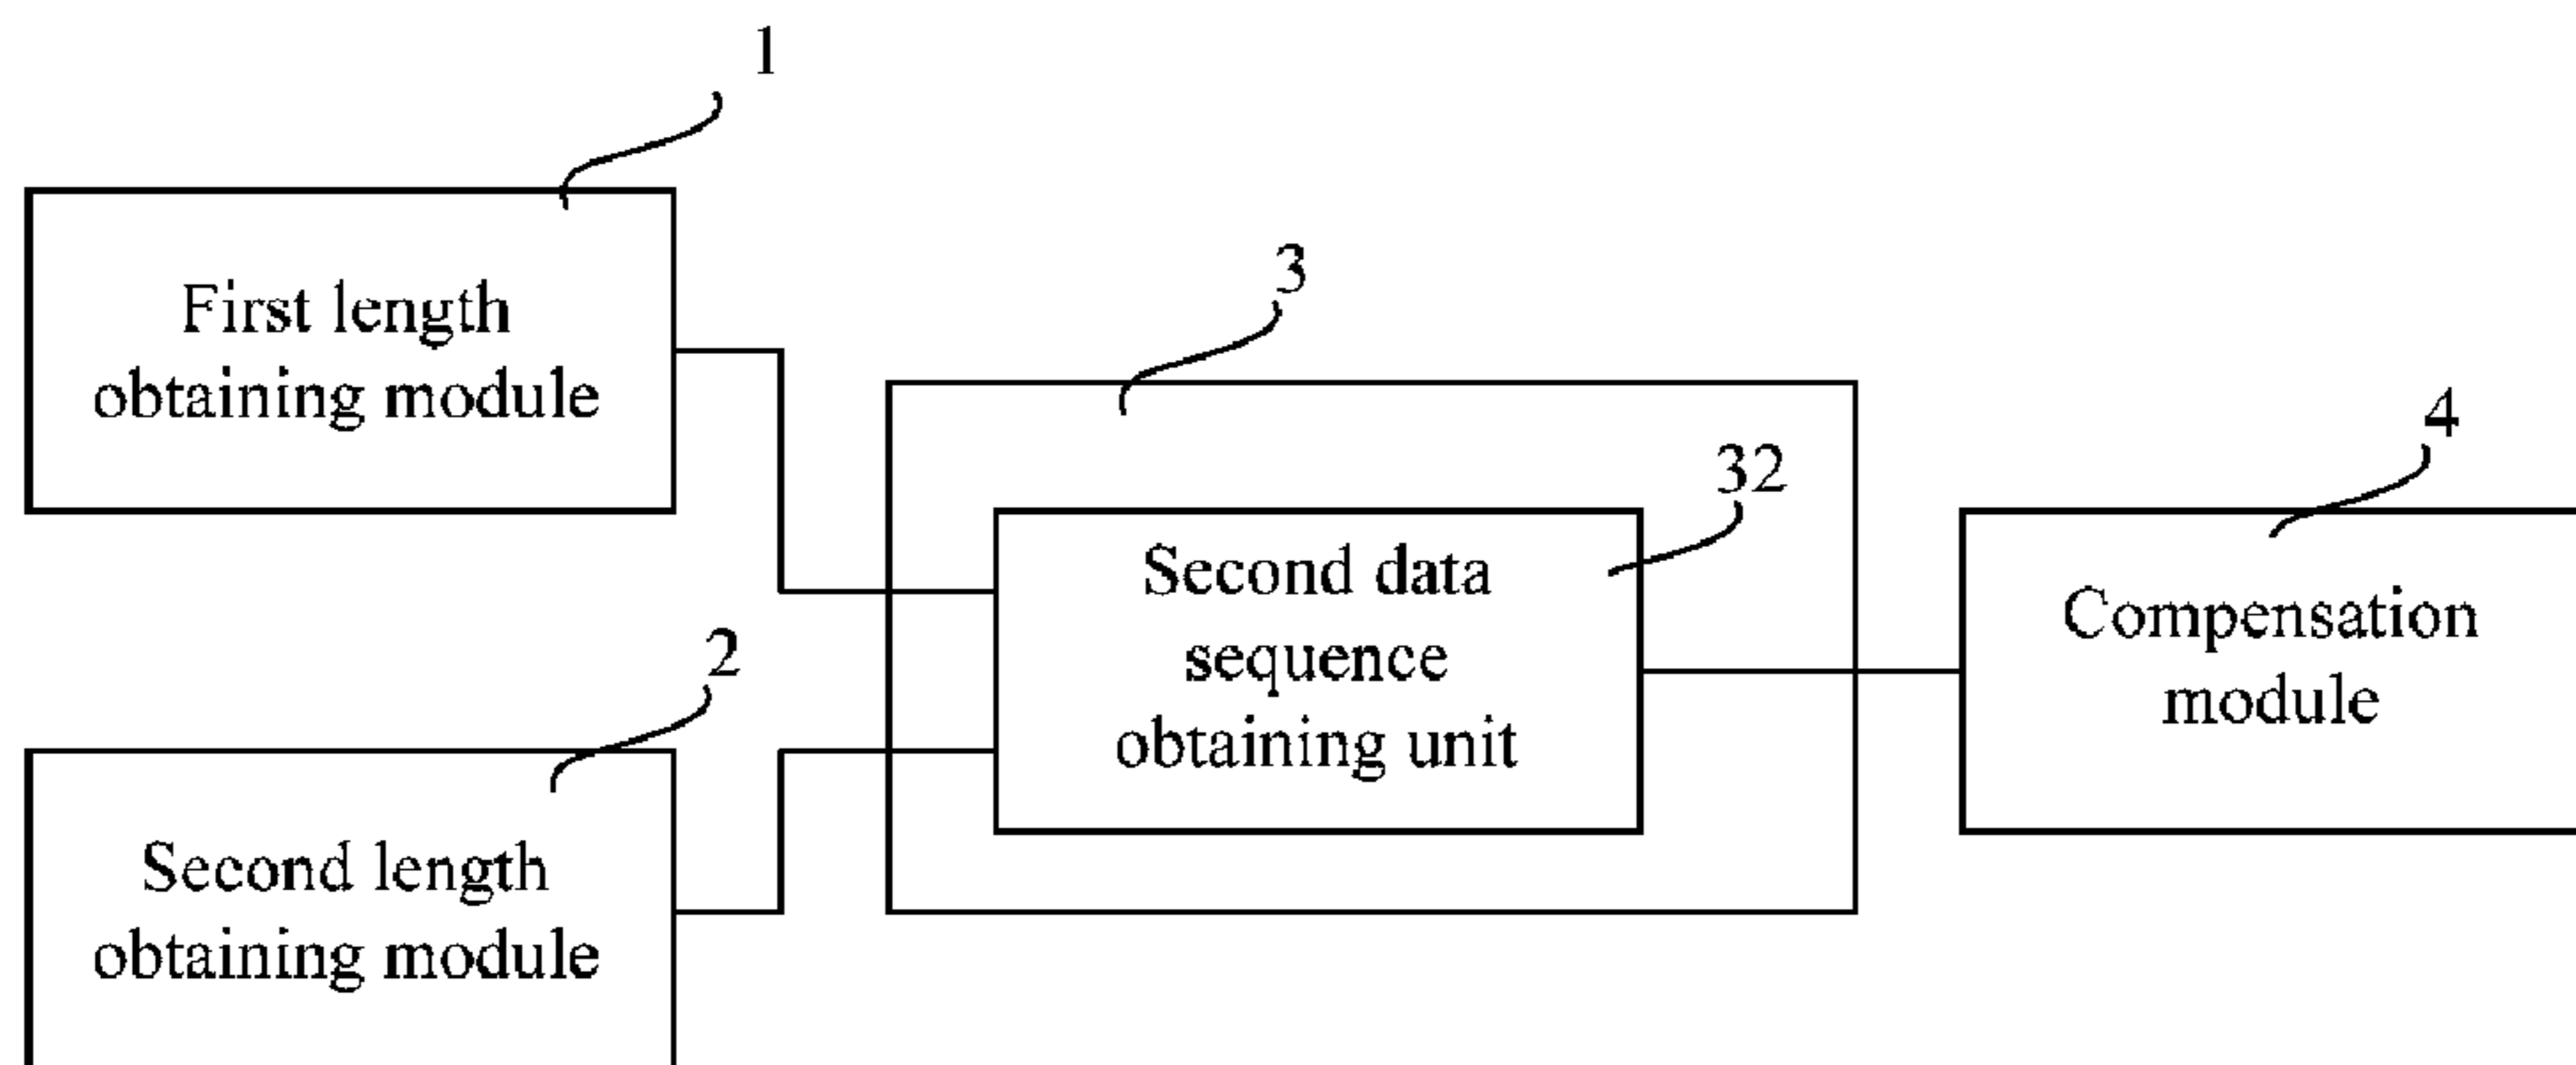 1
First length
obtaining module
3
32
Second data
sequence
obtaining unit
4
Compensation
module
2
Second length
obtaining module